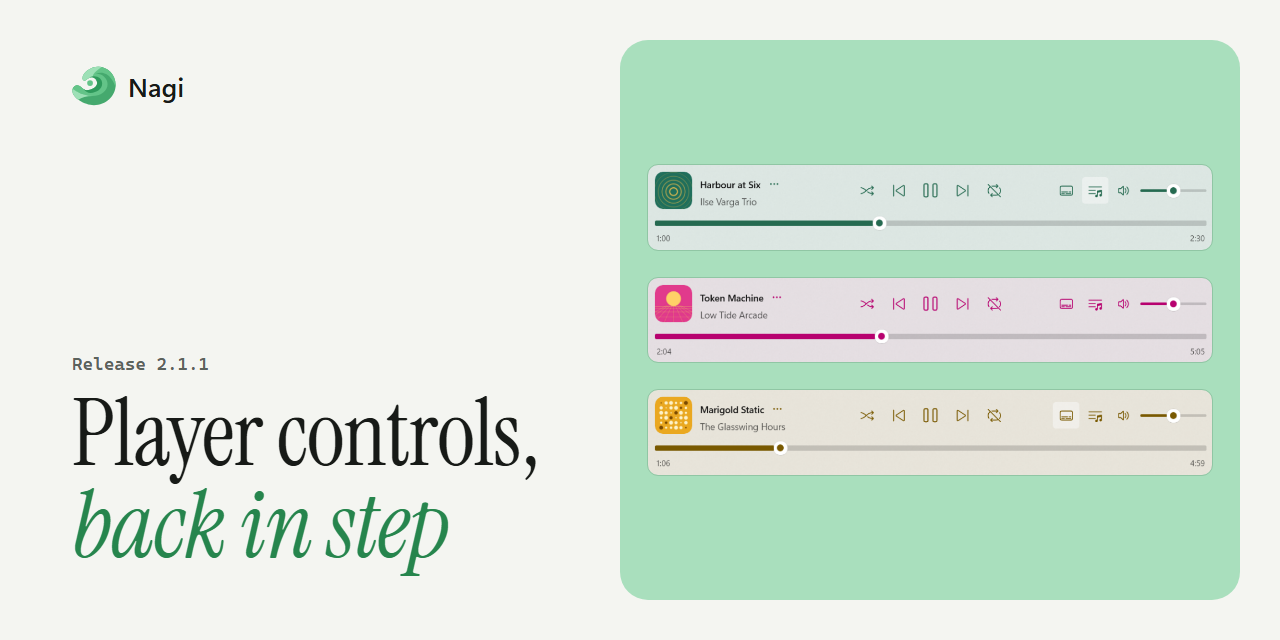 Nagi
Release 2.1.1
Player controls,
back in step
Harbour at Six
Ilse Varga Trio
1:00
2:30
Token Machine
Low Tide Arcade
2:04
5:05
Marigold Static
The Glasswing Hours
1:06
4:59